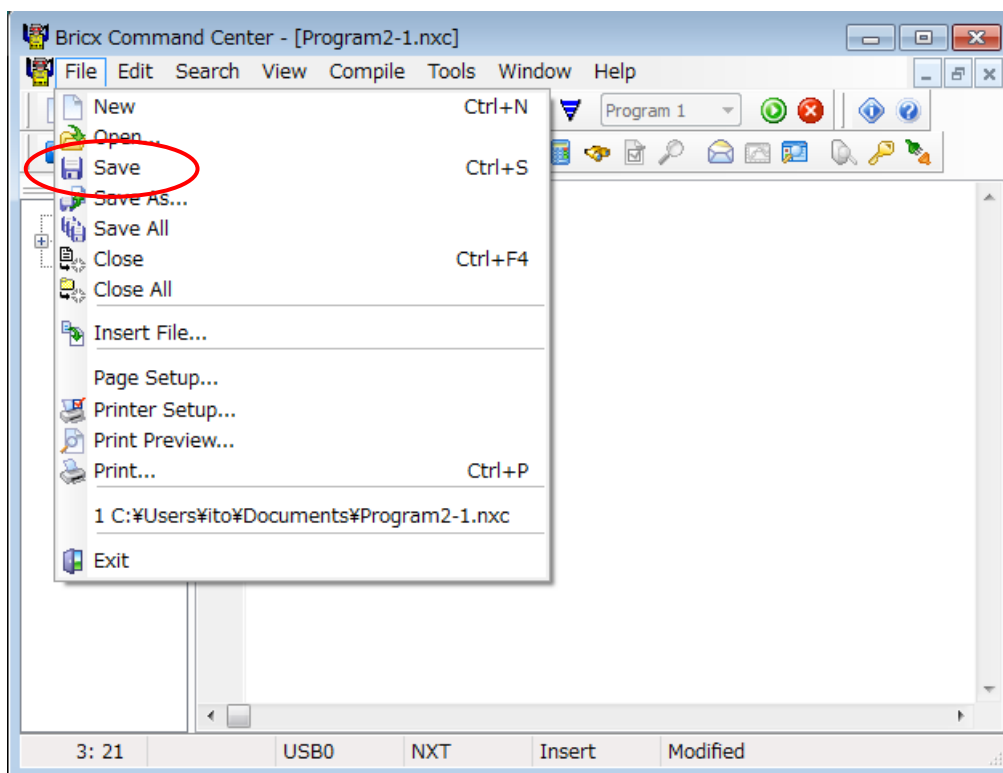 Bricx Command Center - [Program2-1.nxc]
File Edit Search View Compile Tools Window Help
New Ctrl+N
Program 1
Open...
Save Ctrl+S
Save As...
Save All
Close Ctrl+F4
Close All
Insert File...
Page Setup...
Printer Setup...
Print Preview...
Print... Ctrl+P
1 C:¥Users¥ito¥Documents¥Program2-1.nxc
Exit
3: 21 USB0 NXT Insert Modified